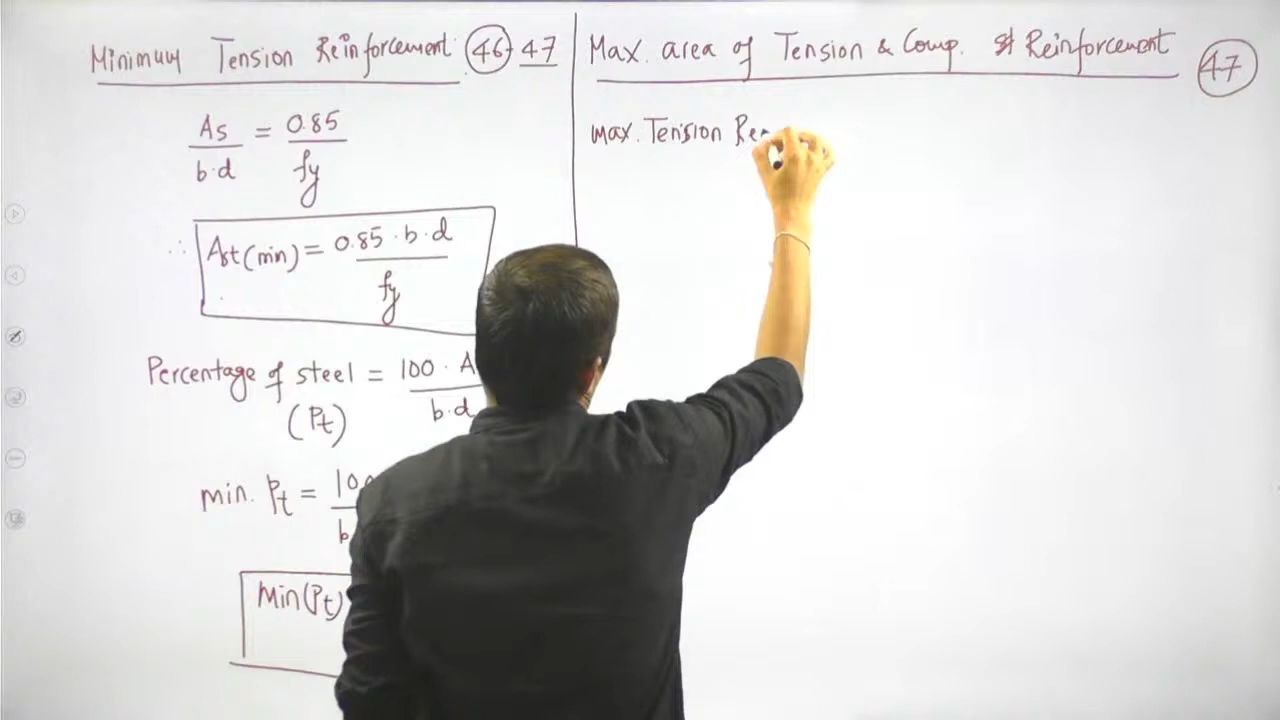 Minimum Tension Reinforcement 46-47
As / b·d = 0.85 / fy
∴ Ast(min) = 0.85·b·d / fy
Percentage of steel = 100 · A / b·d
(Pt)
min. Pt = 10 / b
Min(Pt)
Max. area of Tension & Comp. Reinforcement 47
max. Tension Re